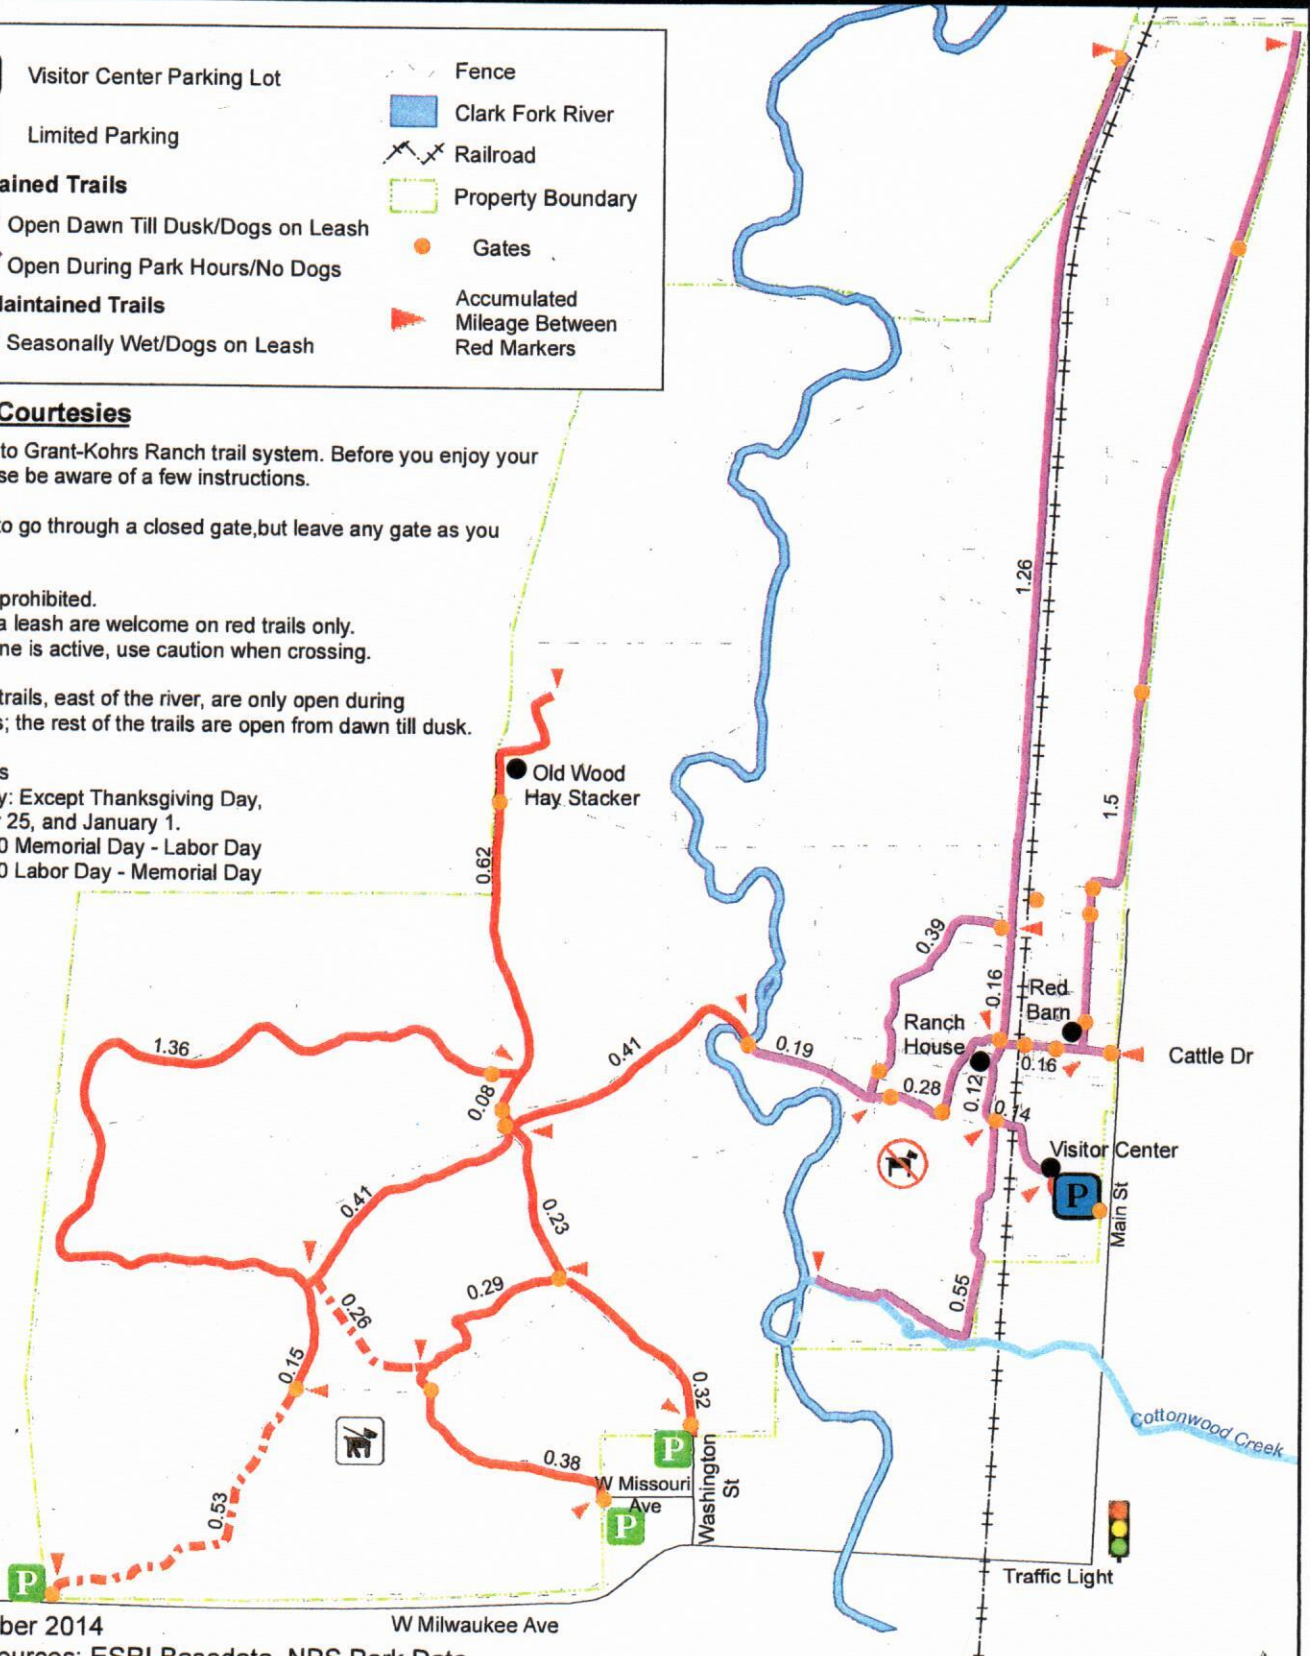 Visitor Center Parking Lot
Limited Parking
ained Trails
Open Dawn Till Dusk/Dogs on Leash
Open During Park Hours/No Dogs
laintained Trails
Seasonally Wet/Dogs on Leash
Fence
Clark Fork River
Railroad
Property Boundary
Gates
Accumulated
Mileage Between
Red Markers
Courtesies
to Grant-Kohrs Ranch trail system. Before you enjoy your
se be aware of a few instructions.
to go through a closed gate,but leave any gate as you
prohibited.
a leash are welcome on red trails only.
ne is active, use caution when crossing.
trails, east of the river, are only open during
s; the rest of the trails are open from dawn till dusk.
s
y: Except Thanksgiving Day,
r 25, and January 1.
0 Memorial Day - Labor Day
0 Labor Day - Memorial Day
1.26
Old Wood
Hay Stacker
1.5
0.62
0.39
0.16
Red
Barn
Ranch
House
1.36
0.41
0.19
Cattle Dr
0.16
0.28
0.12
0.08
0.14
Visitor Center
P
Main St
0.41
0.23
0.29
0.26
0.55
0.15
0.32
Cottonwood Creek
P
0.38
W Missouri
Ave
Washington
St
P
0.53
Traffic Light
P
W Milwaukee Ave
ber 2014
ources: ESRI Basedata, NPS Park Data